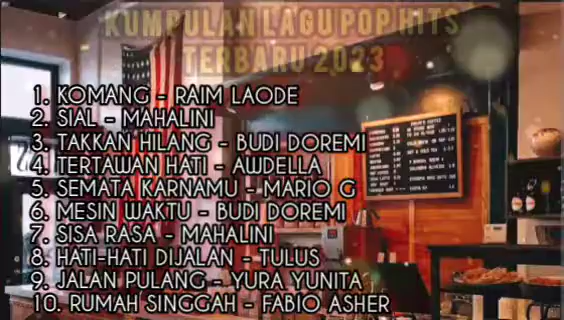 KUMPULAN LAGU POP HITS
TERBARU 2023
1. KOMANG - RAIM LAODE
2. SIAL - MAHALINI
3. TAKKAN HILANG - BUDI DOREMI
4. TERTAWAN HATI - AWDELLA
5. SEMATA KARNAMU - MARIO G
6. MESIN WAKTU - BUDI DOREMI
7. SISA RASA - MAHALINI
8. HATI-HATI DIJALAN - TULUS
9. JALAN PULANG - YURA YUNITA
10. RUMAH SINGGAH - FABIO ASHER